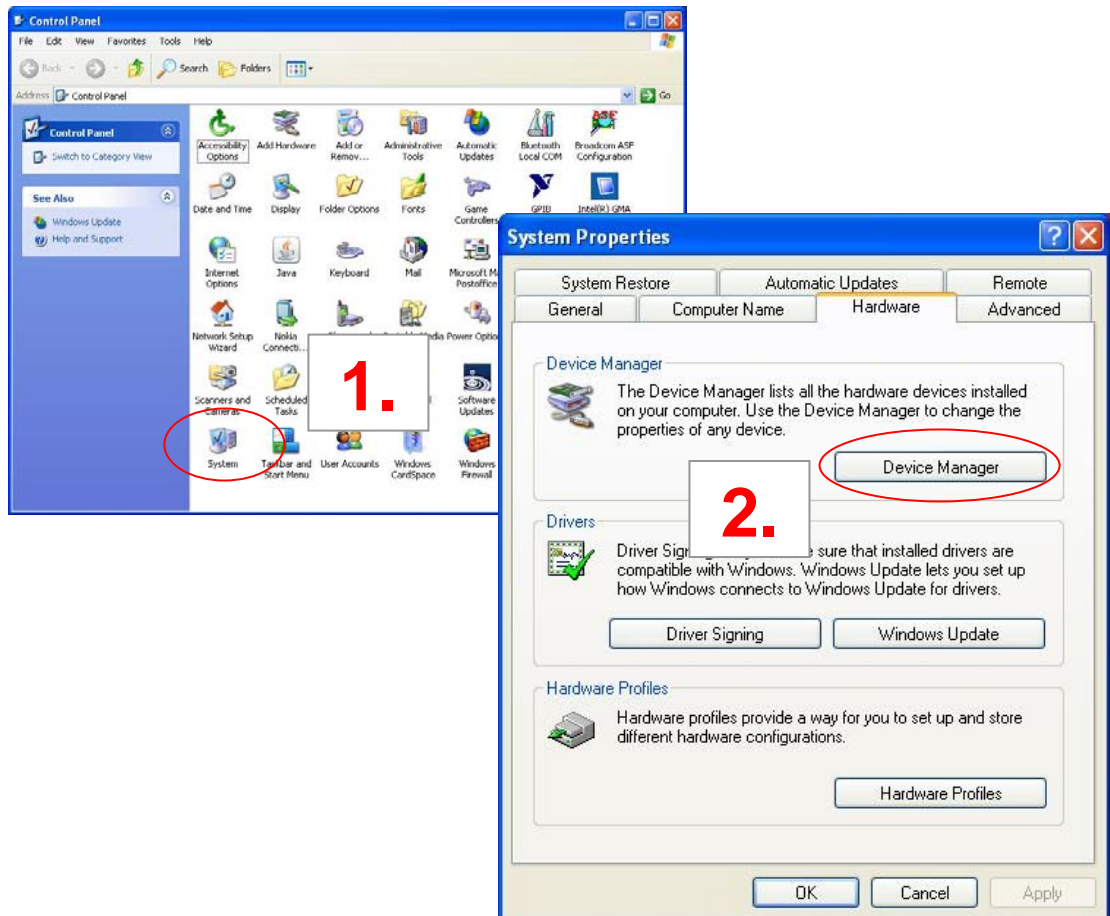 Control Panel
File Edit View Favorites Tools Help
Back Search Folders
Address Control Panel Go
Control Panel
Switch to Category View
See Also
Windows Update
Help and Support
Accessibility Options
Add Hardware
Add or Remov...
Administrative Tools
Automatic Updates
Bluetooth Local COM
Broadcom ASF Configuration
Date and Time
Display
Folder Options
Fonts
Game Controllers
GPIB
Intel(R) GMA
Internet Options
Java
Keyboard
Mail
Microsoft M
Postoffice
Network Setup Wizard
Nokia Connecti...
Power Optio
Scanners and Cameras
Scheduled Tasks
Software Updates
System
Taskbar and Start Menu
User Accounts
Windows CardSpace
Windows Firewall
1.
System Properties
System Restore Automatic Updates Remote
General Computer Name Hardware Advanced
Device Manager
The Device Manager lists all the hardware devices installed
on your computer. Use the Device Manager to change the
properties of any device.
Device Manager
2.
Drivers
Driver Sig sure that installed drivers are
compatible with Windows. Windows Update lets you set up
how Windows connects to Windows Update for drivers.
Driver Signing Windows Update
Hardware Profiles
Hardware profiles provide a way for you to set up and store
different hardware configurations.
Hardware Profiles
OK Cancel Apply